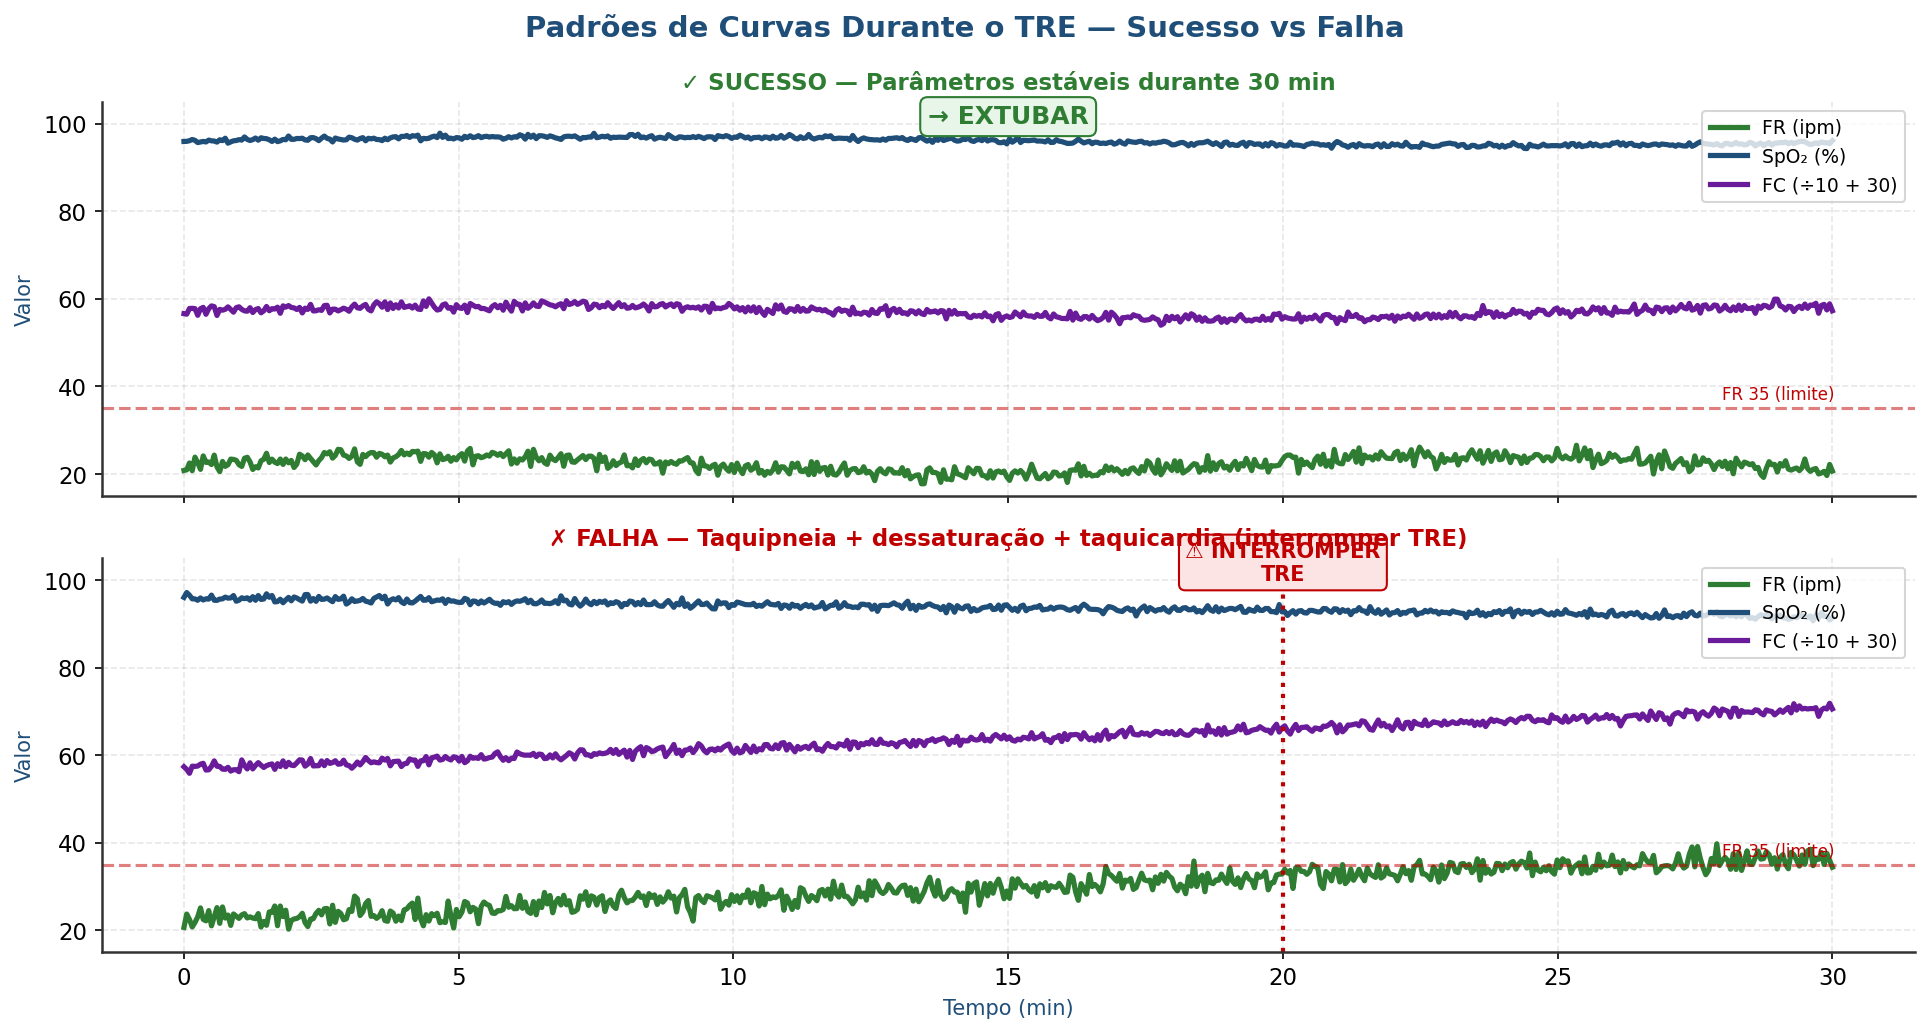 Padrões de Curvas Durante o TRE — Sucesso vs Falha
✓ SUCESSO — Parâmetros estáveis durante 30 min
→ EXTUBAR
FR (ipm)
SpO₂ (%)
FC (÷10 + 30)
100
80
60
40
20
Valor
FR 35 (limite)
✗ FALHA — Taquipneia + dessaturação + taquicardia (interromper TRE)
⚠ INTERROMPER
TRE
FR (ipm)
SpO₂ (%)
FC (÷10 + 30)
100
80
60
40
20
Valor
FR 35 (limite)
0 5 10 15 20 25 30
Tempo (min)